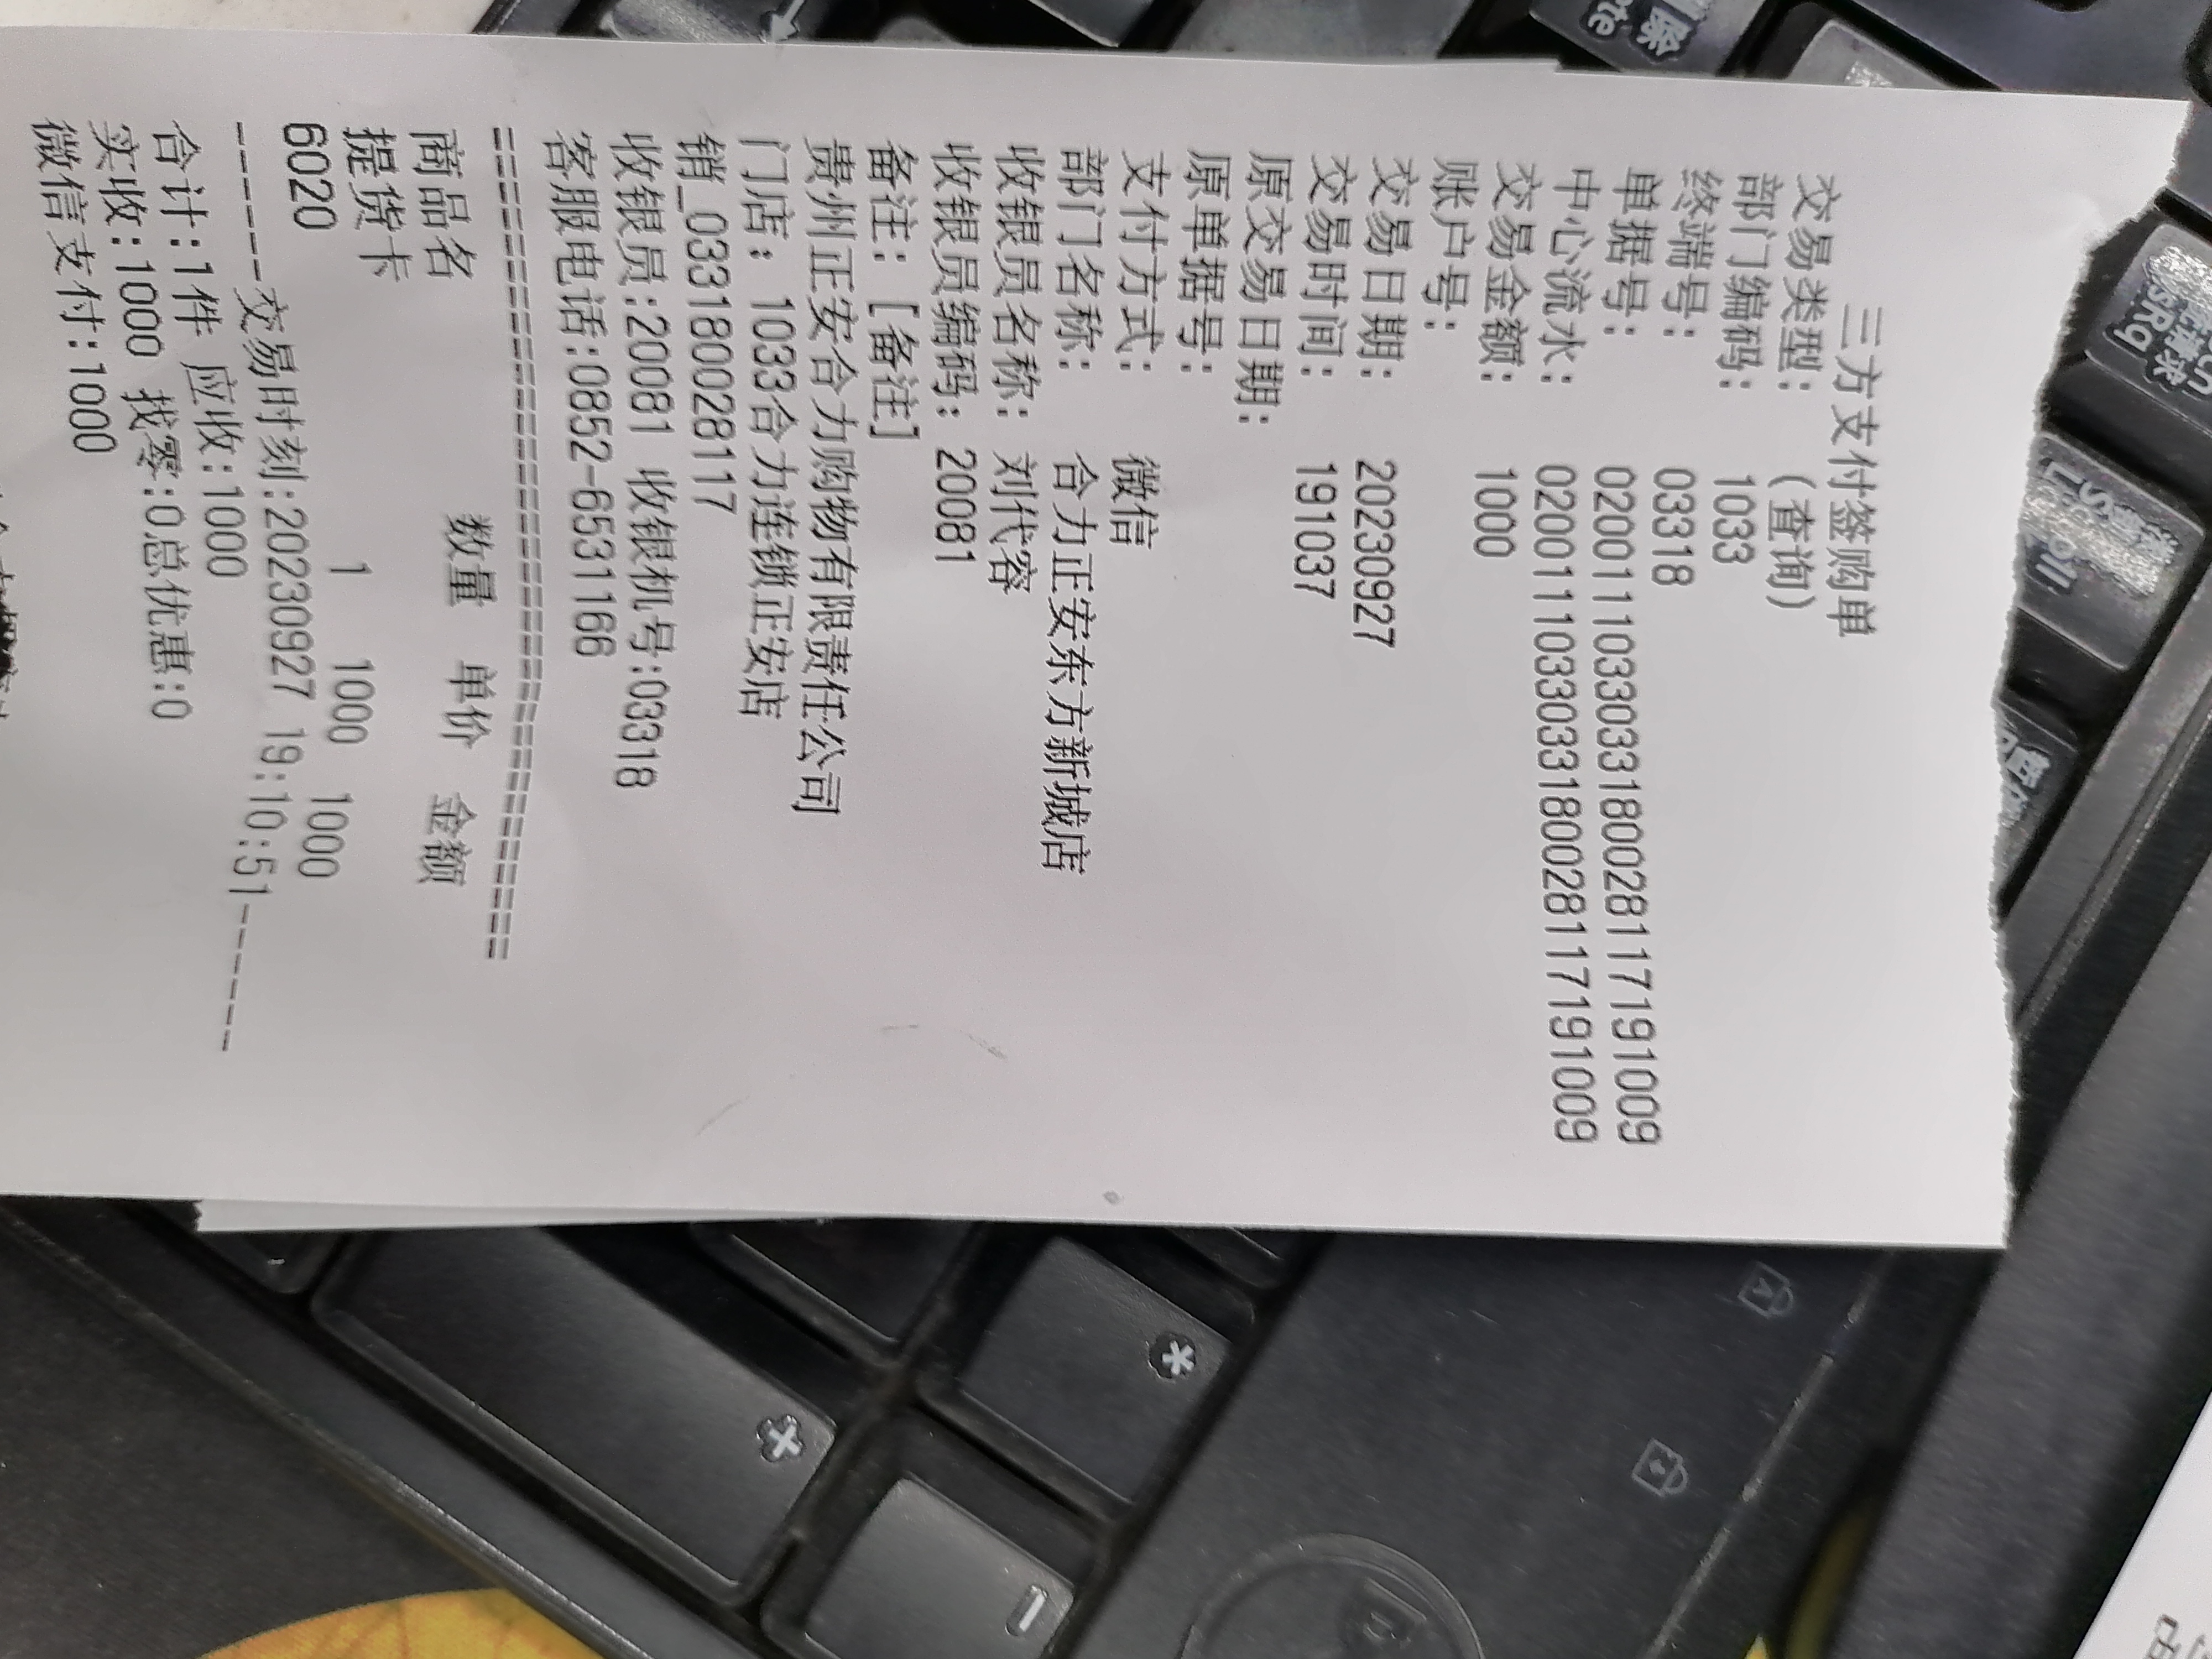 三方支付签购单
交易类型： （查询）
部门编码： 1033
终端号： 03318
单据号： 0200111033033180028117191009
中心流水： 0200111033033180028117191009
交易金额： 1000
账户号：
交易日期： 20230927
交易时间： 191037
原交易日期：
原单据号：
支付方式： 微信
部门名称： 合力正安东方新城店
收银员名称： 刘代容
收银员编码： 20081
备注： [备注]
贵州正安合力购物有限责任公司
门店： 1033合力连锁正安店
销_033180028117
收银员:20081 收银机号:03318
客服电话:0852-6531166
================================
商品名 数量 单价 金额
提货卡
6020 1 1000 1000
-----交易时刻:20230927 19:10:51------
合计:1件 应收:1000
实收:1000 找零:0总优惠:0
微信支付:1000